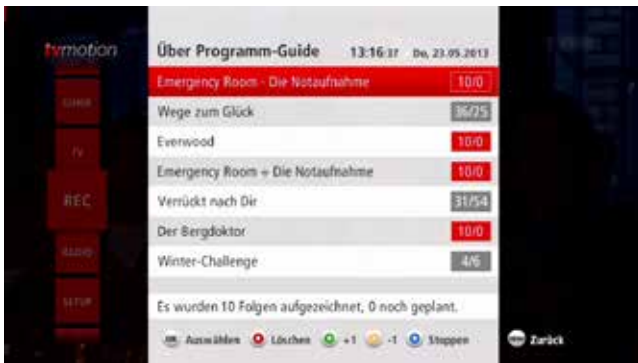 tvmotion
Über Programm-Guide 13:16:37 Do, 23.05.2013
Emergency Room - Die Notaufnahme 10/0
Wege zum Glück 36/25
Everwood 10/0
Emergency Room - Die Notaufnahme 10/0
Verrückt nach Dir 31/54
Der Bergdoktor 10/0
Winter-Challenge 4/6
Es wurden 10 Folgen aufgezeichnet, 0 noch geplant.
OK Auswählen Löschen +1 -1 Stoppen Zurück
TV
REC
RADIO
SETUP